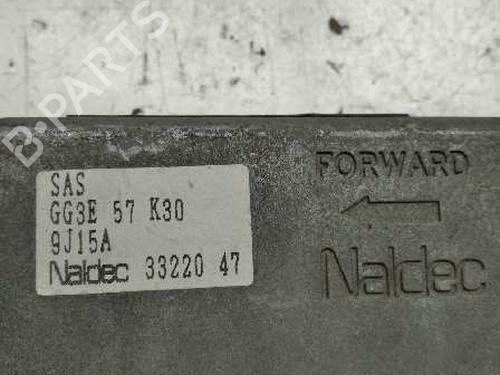 B-PARTS
SAS
GG3E 57 K30
9J15A
Naldec 33220 47
FORWARD
Naldec